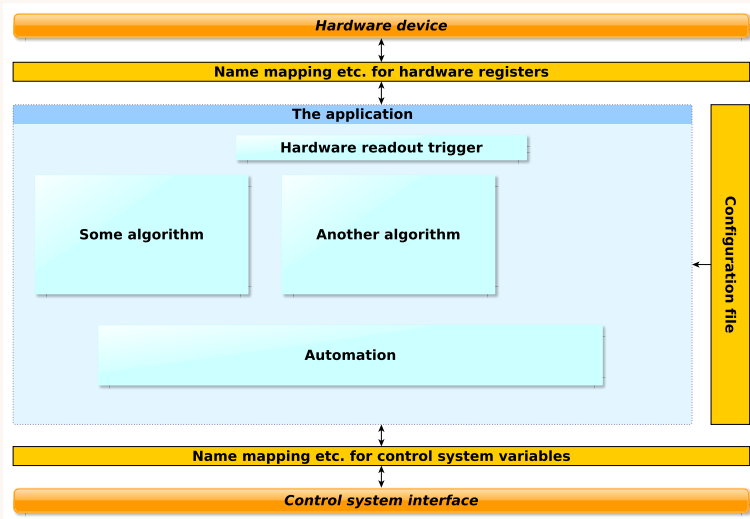 Hardware device
Name mapping etc. for hardware registers
The application
Hardware readout trigger
Some algorithm
Another algorithm
Configuration file
Automation
Name mapping etc. for control system variables
Control system interface